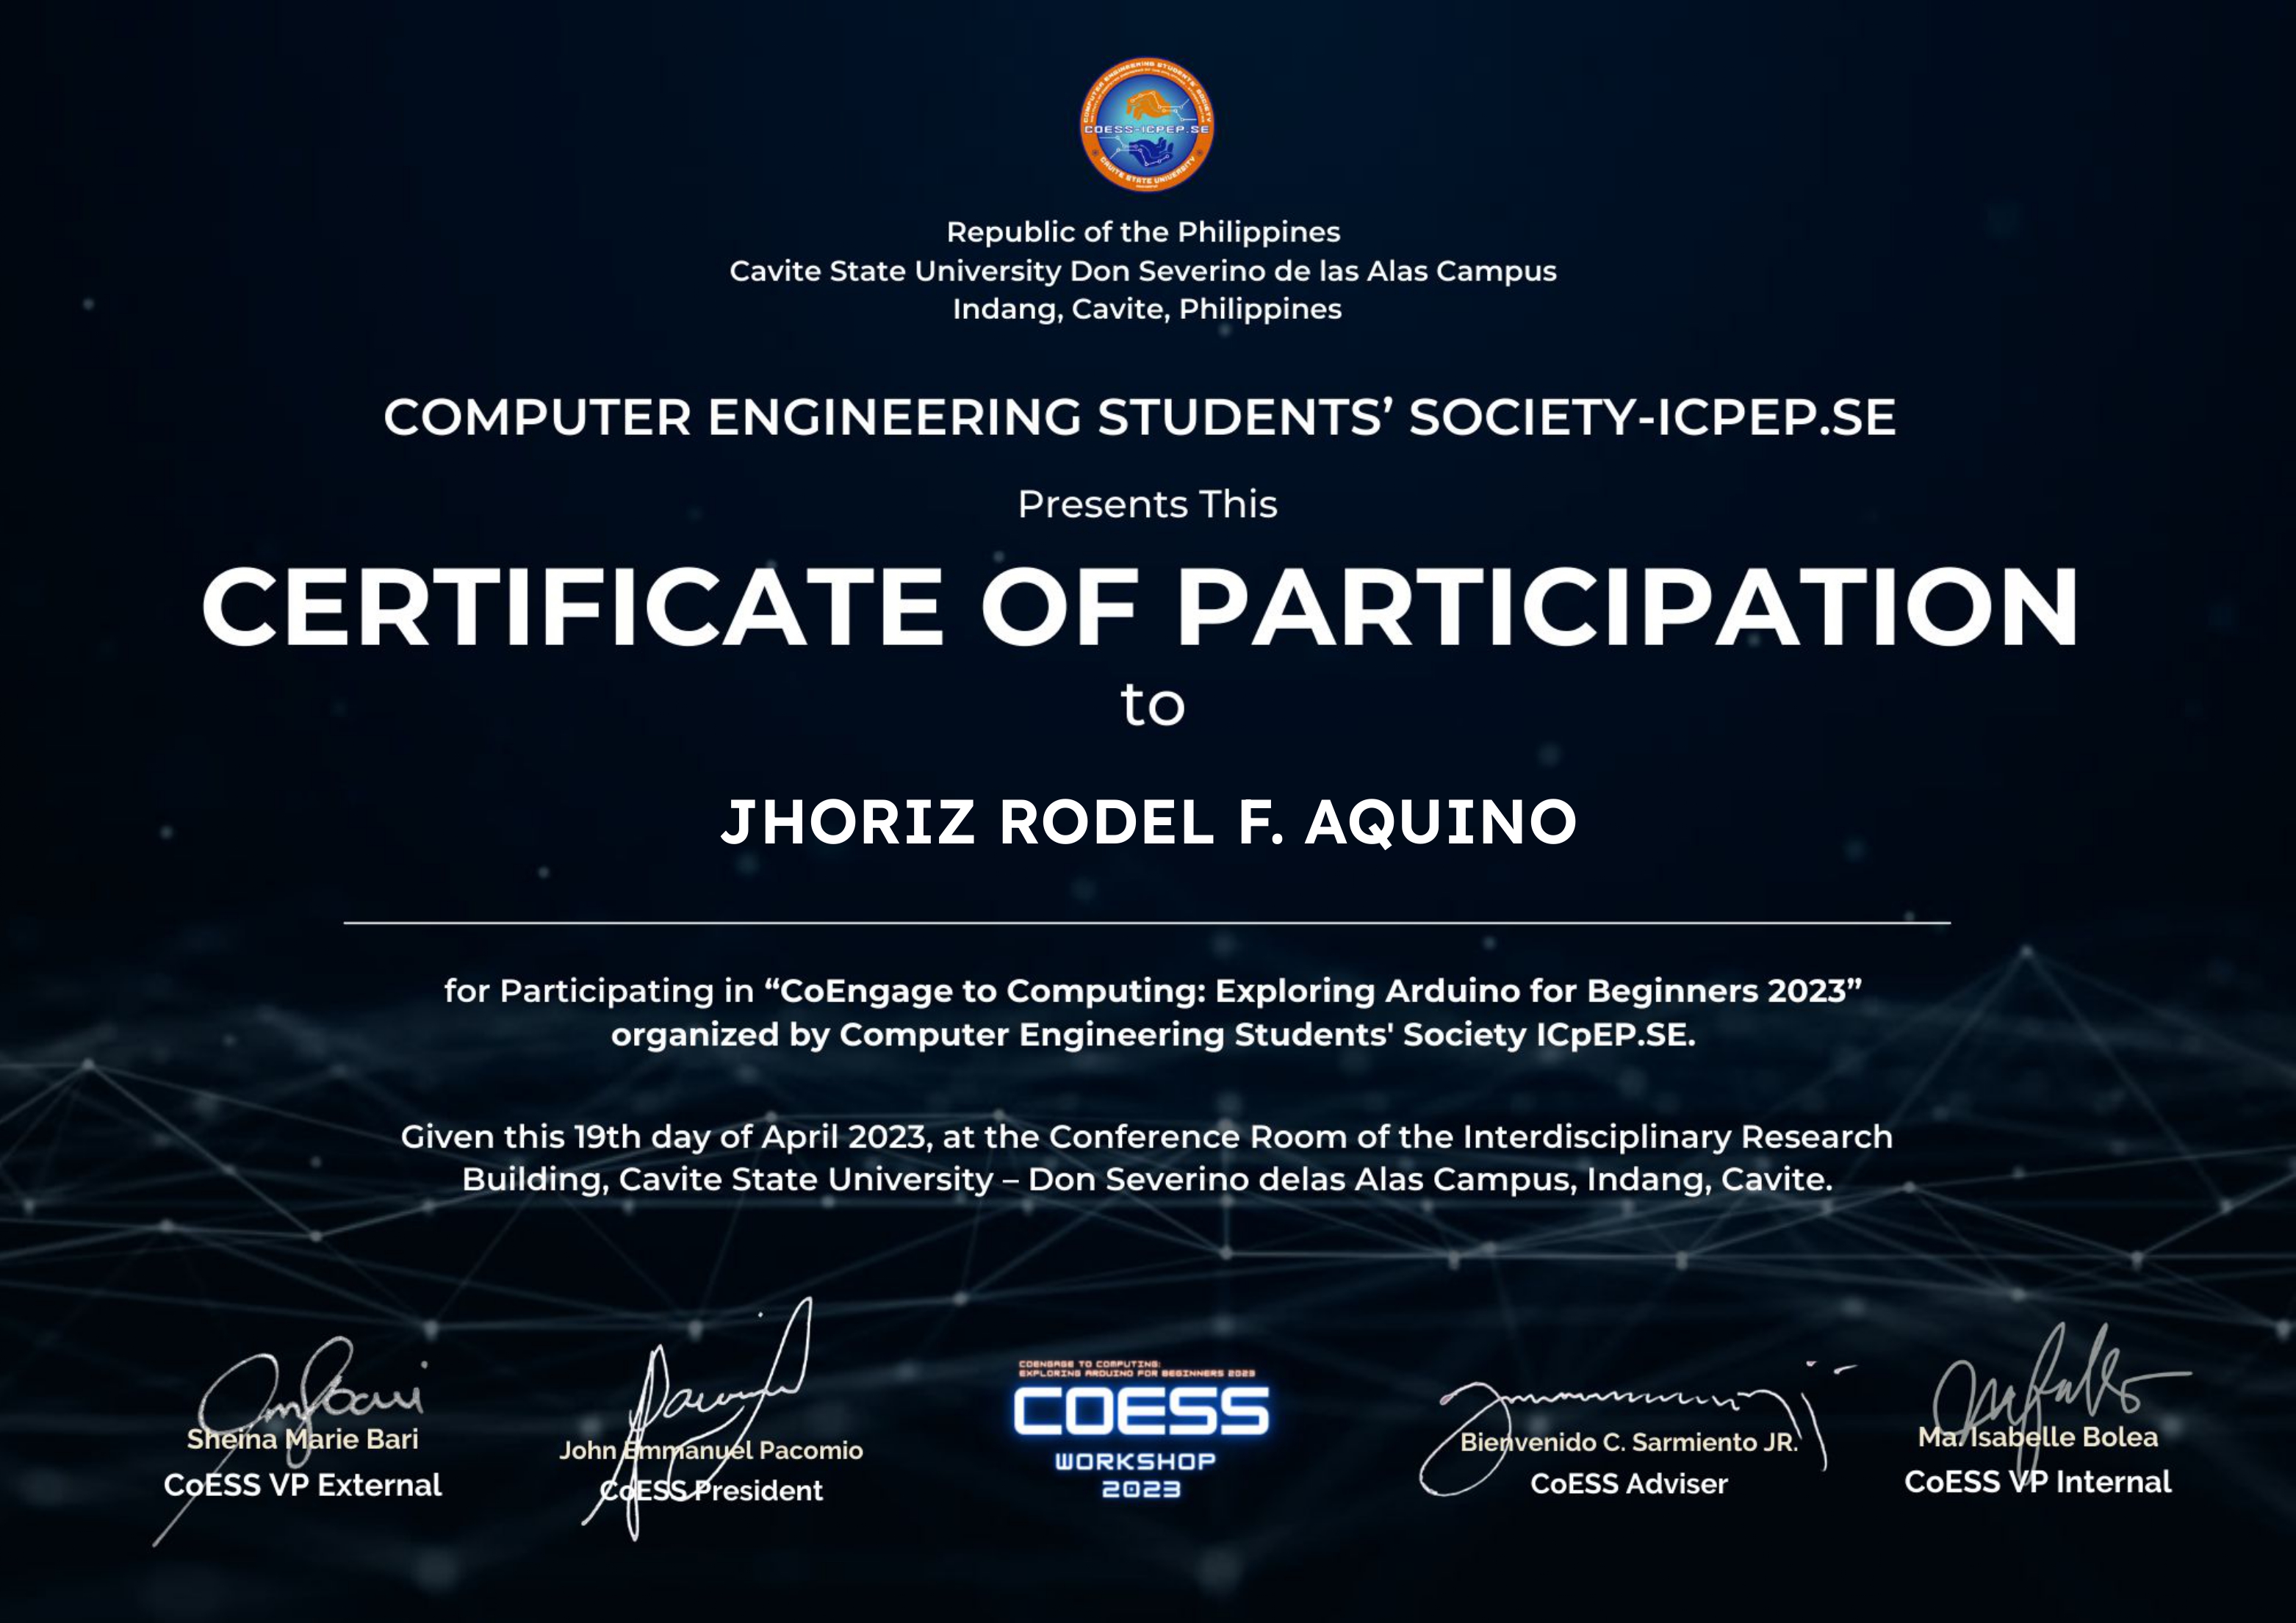 COMPUTER ENGINEERING STUDENTS' SOCIETY
COESS-ICPEP.SE
CAVITE STATE UNIVERSITY
Republic of the Philippines
Cavite State University Don Severino de las Alas Campus
Indang, Cavite, Philippines
COMPUTER ENGINEERING STUDENTS’ SOCIETY-ICPEP.SE
Presents This
CERTIFICATE OF PARTICIPATION
to
JHORIZ RODEL F. AQUINO
for Participating in “CoEngage to Computing: Exploring Arduino for Beginners 2023”
organized by Computer Engineering Students' Society ICpEP.SE.
Given this 19th day of April 2023, at the Conference Room of the Interdisciplinary Research
Building, Cavite State University – Don Severino delas Alas Campus, Indang, Cavite.
Sheina Marie Bari
CoESS VP External
John Emmanuel Pacomio
CoESS President
COENGAGE TO COMPUTING:
EXPLORING ARDUINO FOR BEGINNERS 2023
COESS
WORKSHOP
2023
Bienvenido C. Sarmiento JR.
CoESS Adviser
Ma. Isabelle Bolea
CoESS VP Internal